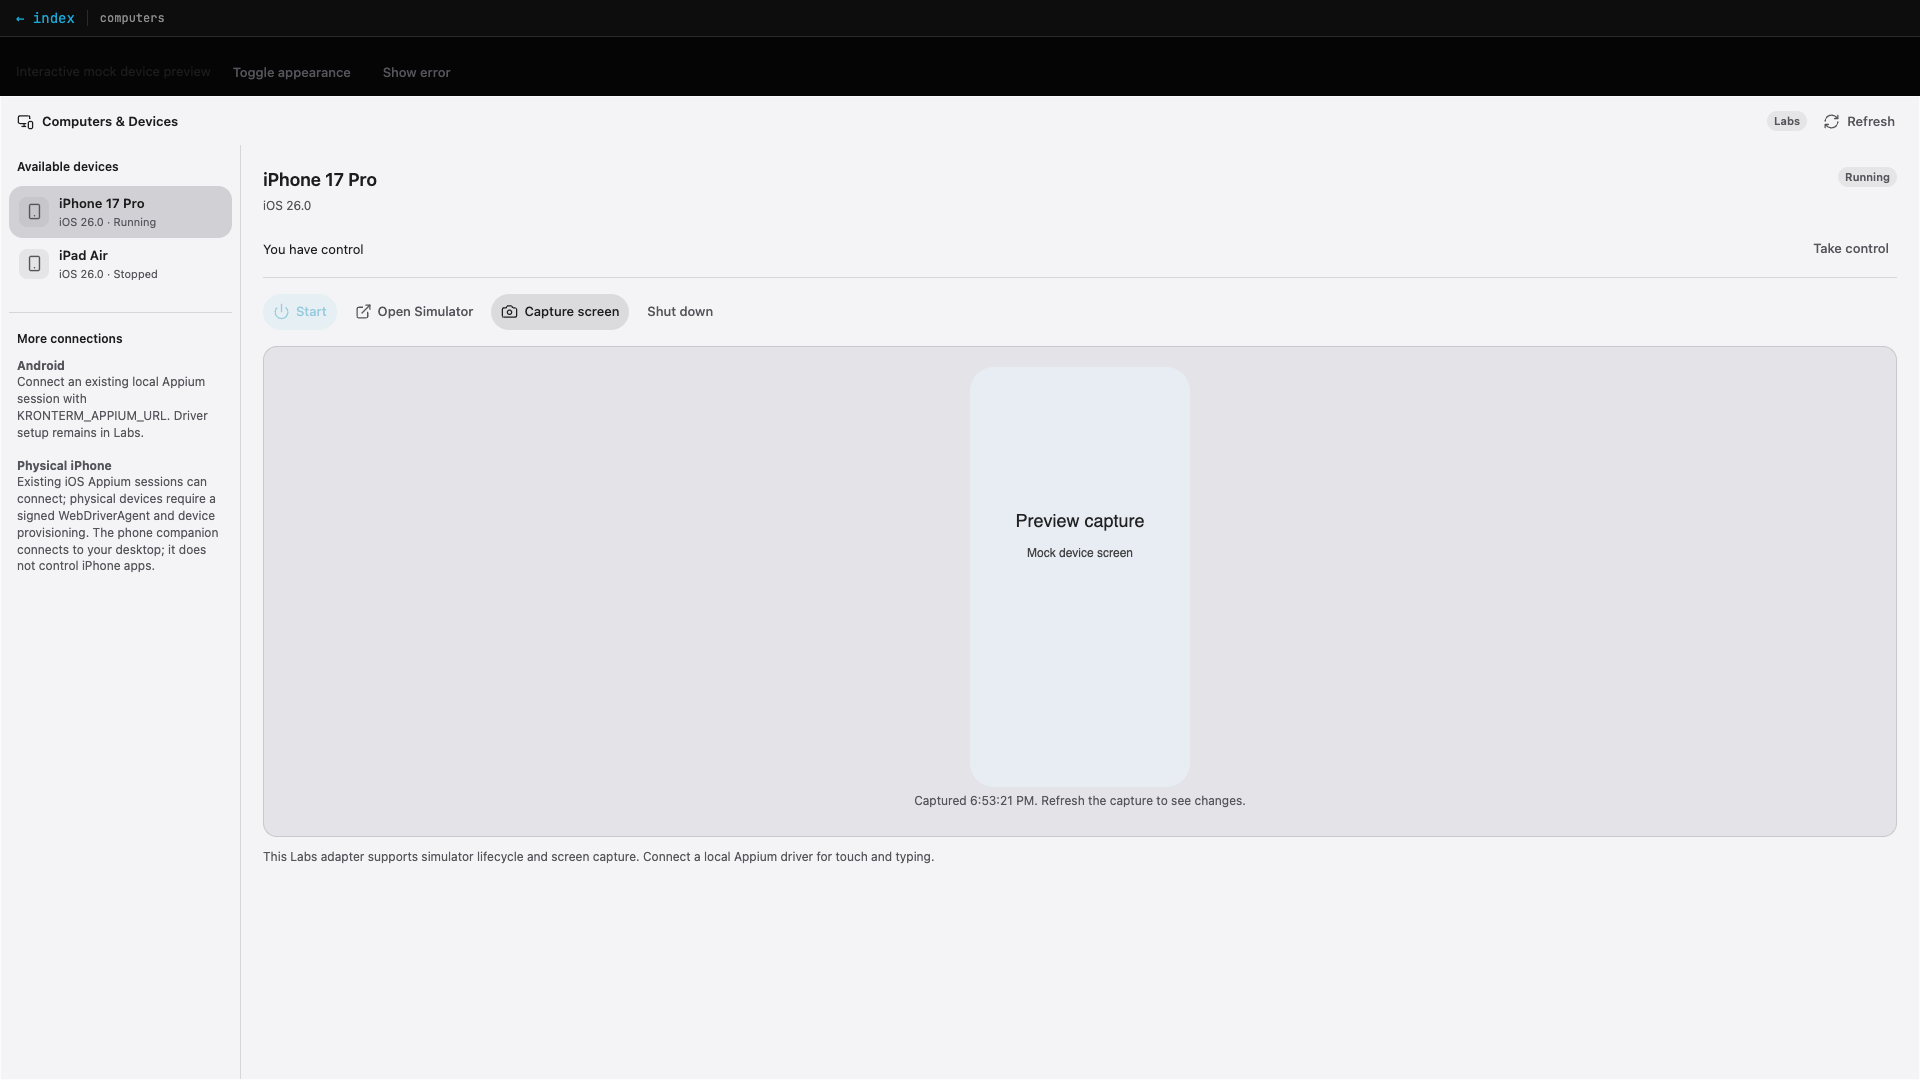 ← index
computers
Interactive mock device preview
Toggle appearance
Show error
Computers & Devices
Labs
Refresh
Available devices
iPhone 17 Pro
iOS 26.0 · Running
iPad Air
iOS 26.0 · Stopped
More connections
Android
Connect an existing local Appium
session with
KRONTERM_APPIUM_URL. Driver
setup remains in Labs.
Physical iPhone
Existing iOS Appium sessions can
connect; physical devices require a
signed WebDriverAgent and device
provisioning. The phone companion
connects to your desktop; it does
not control iPhone apps.
iPhone 17 Pro
Running
iOS 26.0
You have control
Take control
Start
Open Simulator
Capture screen
Shut down
Preview capture
Mock device screen
Captured 6:53:21 PM. Refresh the capture to see changes.
This Labs adapter supports simulator lifecycle and screen capture. Connect a local Appium driver for touch and typing.